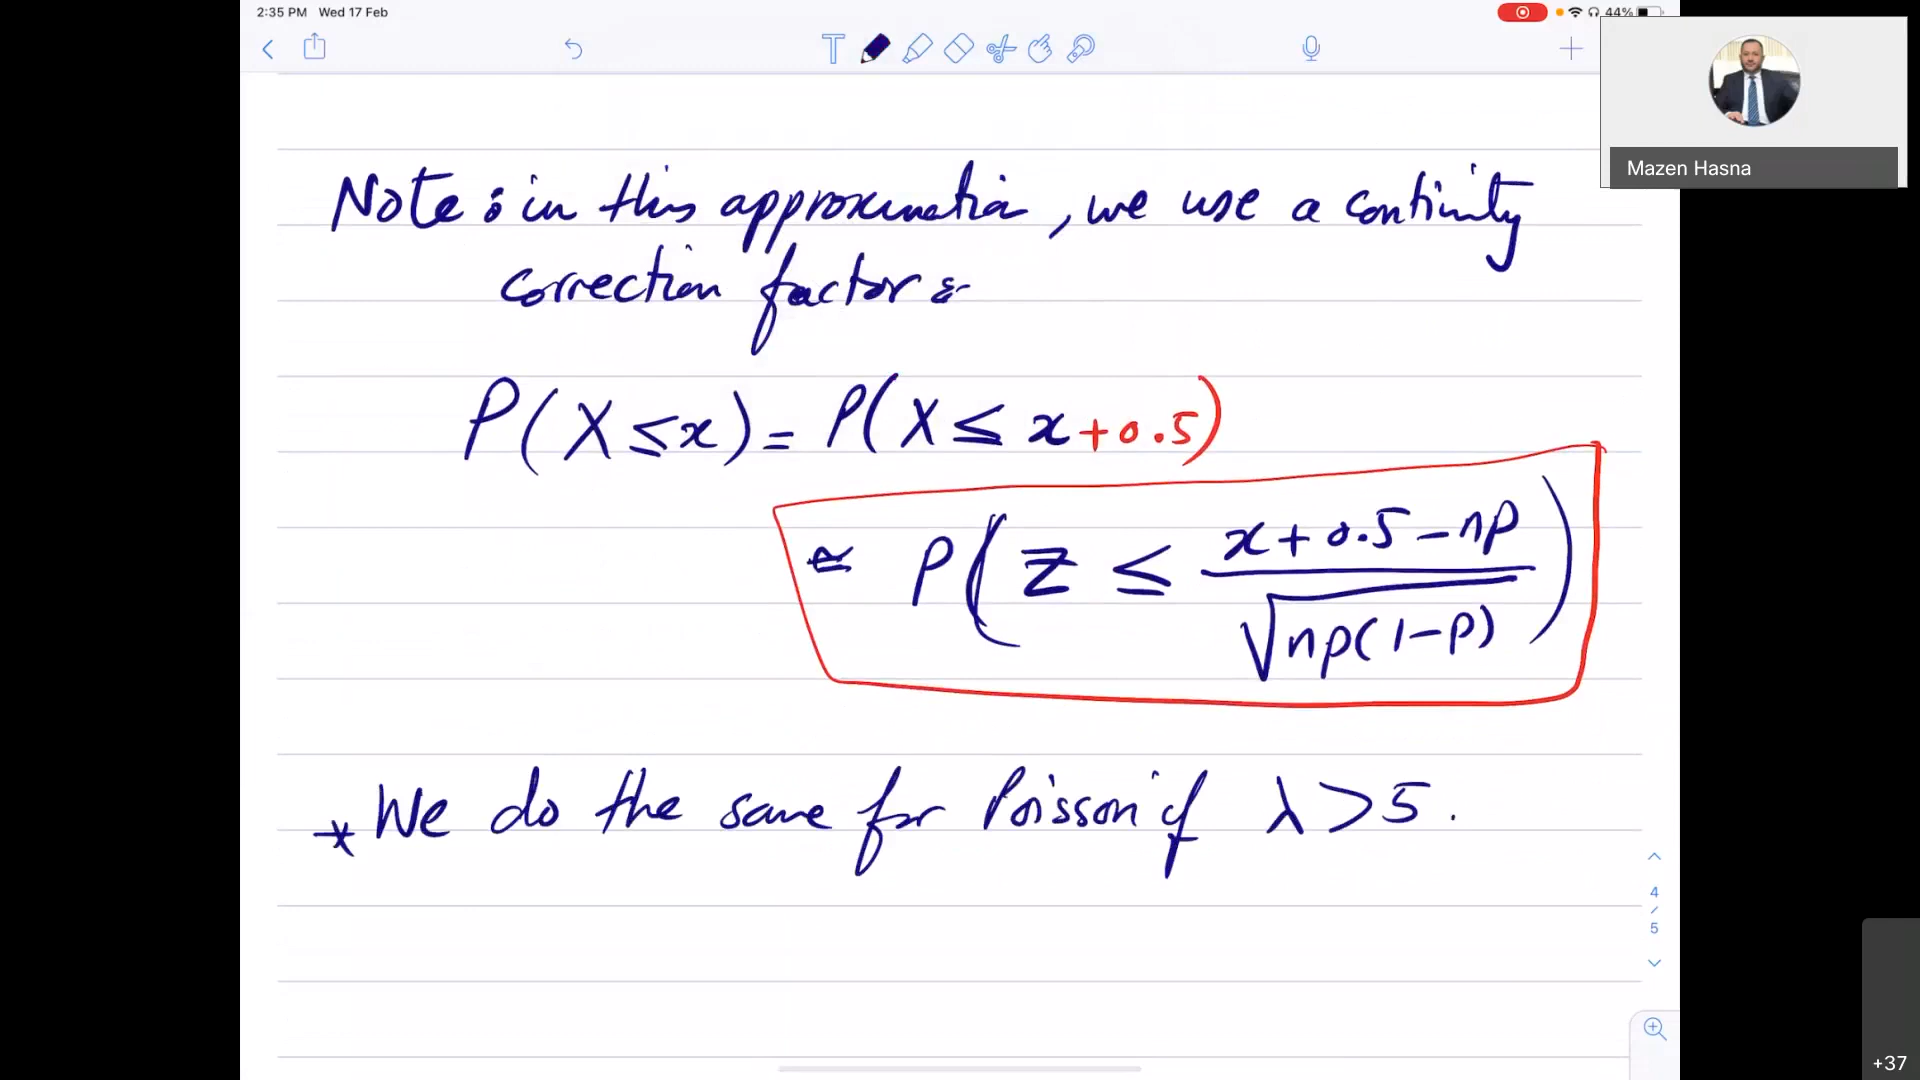 2:35 PM Wed 17 Feb
44%
Mazen Hasna
Note: in this approximation, we use a continuity
correction factor:-
P(X≤x) = P(X≤ x+0.5)
≃ P(Z ≤ (x+0.5-np)/√np(1-p))
* We do the same for Poisson if λ>5.
4
/
5
+37